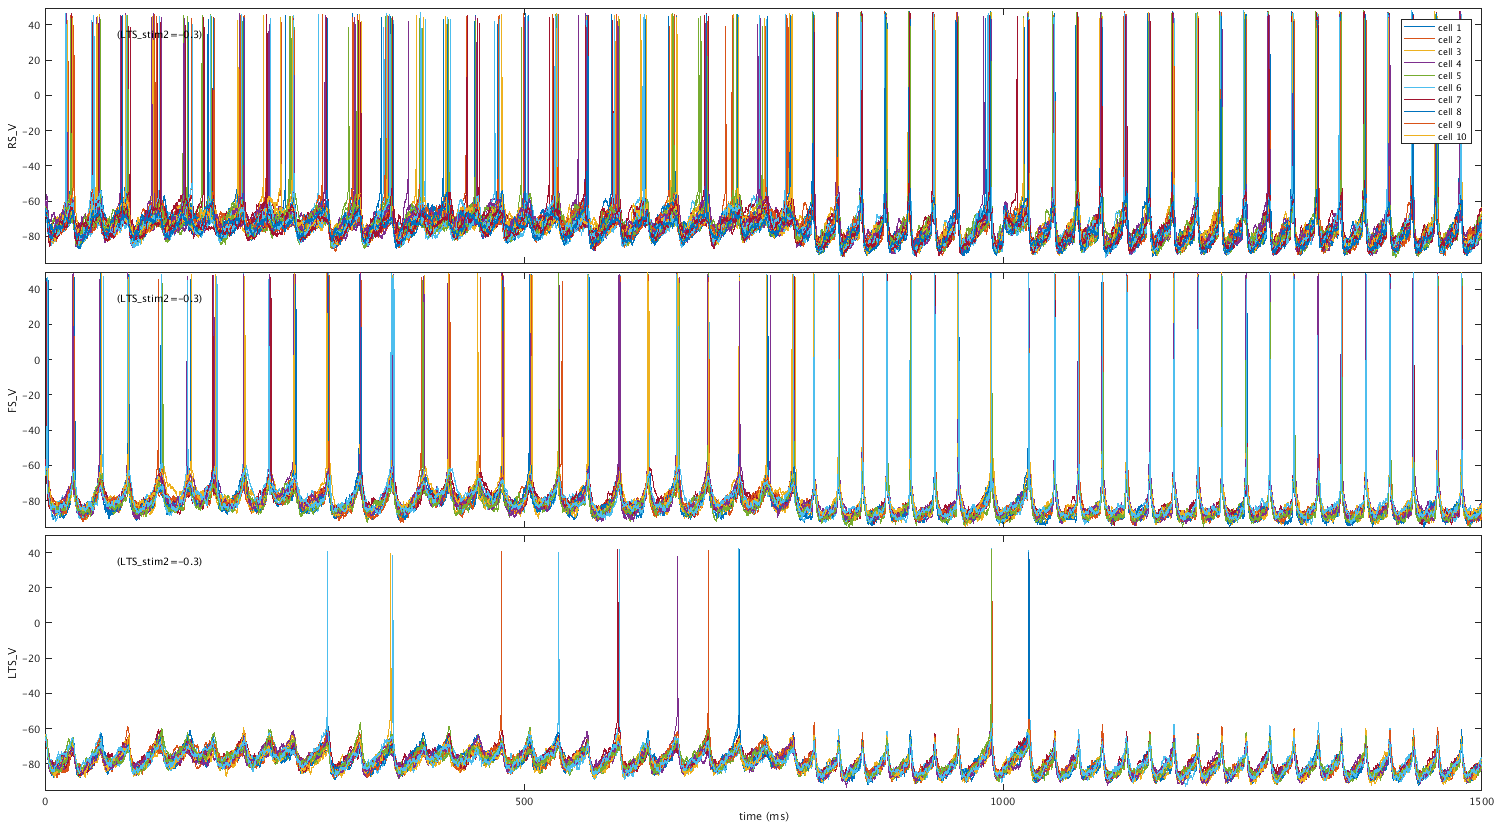 40
20
0
−20
−40
−60
−80
RS_V
(LTS_stim2=−0.3)
cell 1
cell 2
cell 3
cell 4
cell 5
cell 6
cell 7
cell 8
cell 9
cell 10
40
20
0
−20
−40
−60
−80
FS_V
(LTS_stim2=−0.3)
40
20
0
−20
−40
−60
−80
LTS_V
(LTS_stim2=−0.3)
0
500
1000
1500
time (ms)